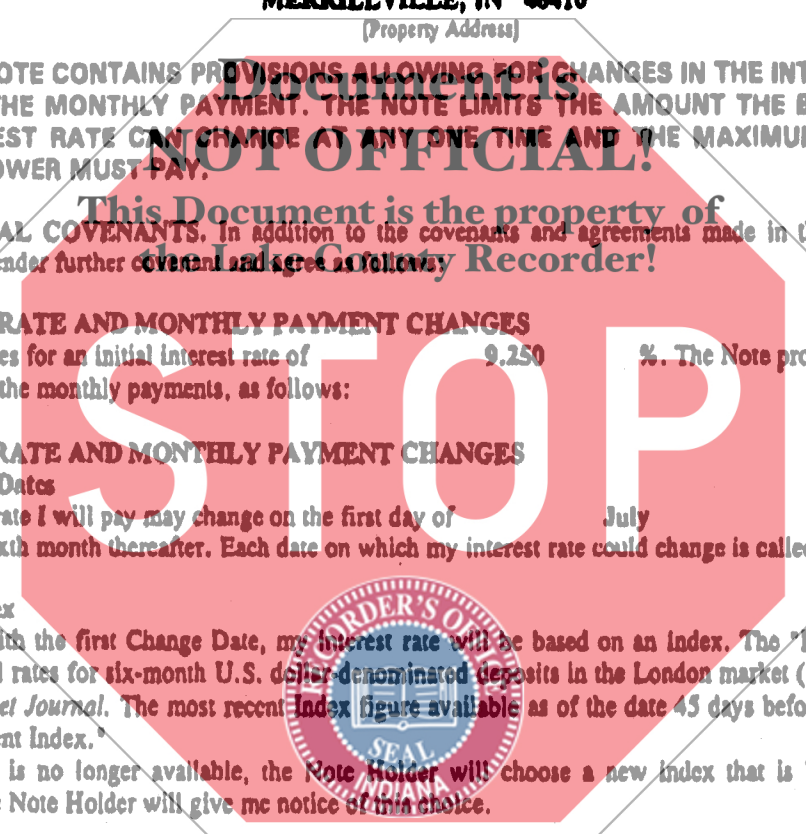 MERRILLVILLE, IN 46410
(Property Address)
OTE CONTAINS PROVISIONS ALLOWING FOR CHANGES IN THE INT
Document is
HE MONTHLY PAYMENT. THE NOTE LIMITS THE AMOUNT THE B
EST RATE CAN CHANGE AT ANY ONE TIME AND THE MAXIMU
NOT OFFICIAL!
OWER MUST PAY.
This Document is the property of
AL COVENANTS. In addition to the covenants and agreements made in t
nder further covenant and agree as follows:
the Lake County Recorder!
RATE AND MONTHLY PAYMENT CHANGES
es for an initial interest rate of 9.250 %. The Note pro
the monthly payments, as follows:
STOP
RATE AND MONTHLY PAYMENT CHANGES
Dates
rate I will pay may change on the first day of July
xth month thereafter. Each date on which my interest rate could change is called
ex
ith the first Change Date, my interest rate will be based on an index. The "I
d rates for six-month U.S. dollar-denominated deposits in the London market (
et Journal. The most recent Index figure available as of the date 45 days befo
nt Index."
is no longer available, the Note Holder will choose a new index that is
e Note Holder will give me notice of this choice.
RECORDER'S OFFICE
SEAL
INDIANA